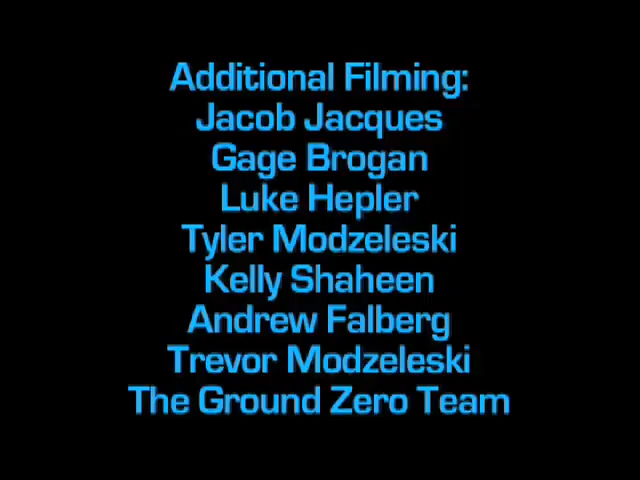 Additional Filming:
Jacob Jacques
Gage Brogan
Luke Hepler
Tyler Modzeleski
Kelly Shaheen
Andrew Falberg
Trevor Modzeleski
The Ground Zero Team